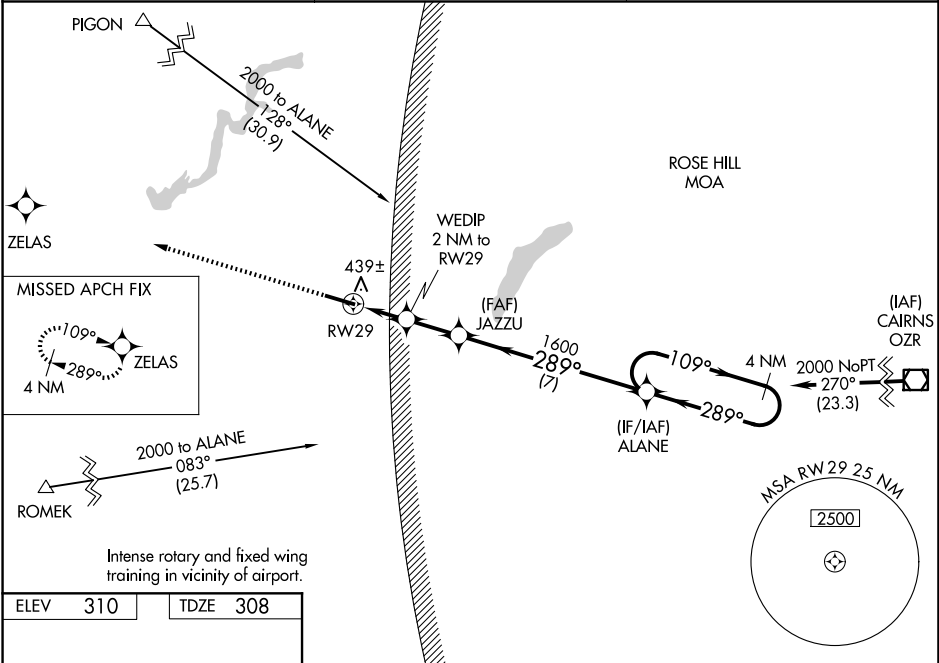 PIGON
2000 to ALANE
128°
(30.9)
ROSE HILL
MOA
ZELAS
WEDIP
2 NM to
RW29
439±
RW29
(FAF)
JAZZU
MISSED APCH FIX
109°
ZELAS
289°
4 NM
1600
289°
(7)
109°
4 NM
289°
(IF/IAF)
ALANE
(IAF)
CAIRNS
OZR
2000 NoPT
270°
(23.3)
2000 to ALANE
083°
(25.7)
ROMEK
MSA RW 29 25 NM
2500
Intense rotary and fixed wing
training in vicinity of airport.
ELEV 310
TDZE 308